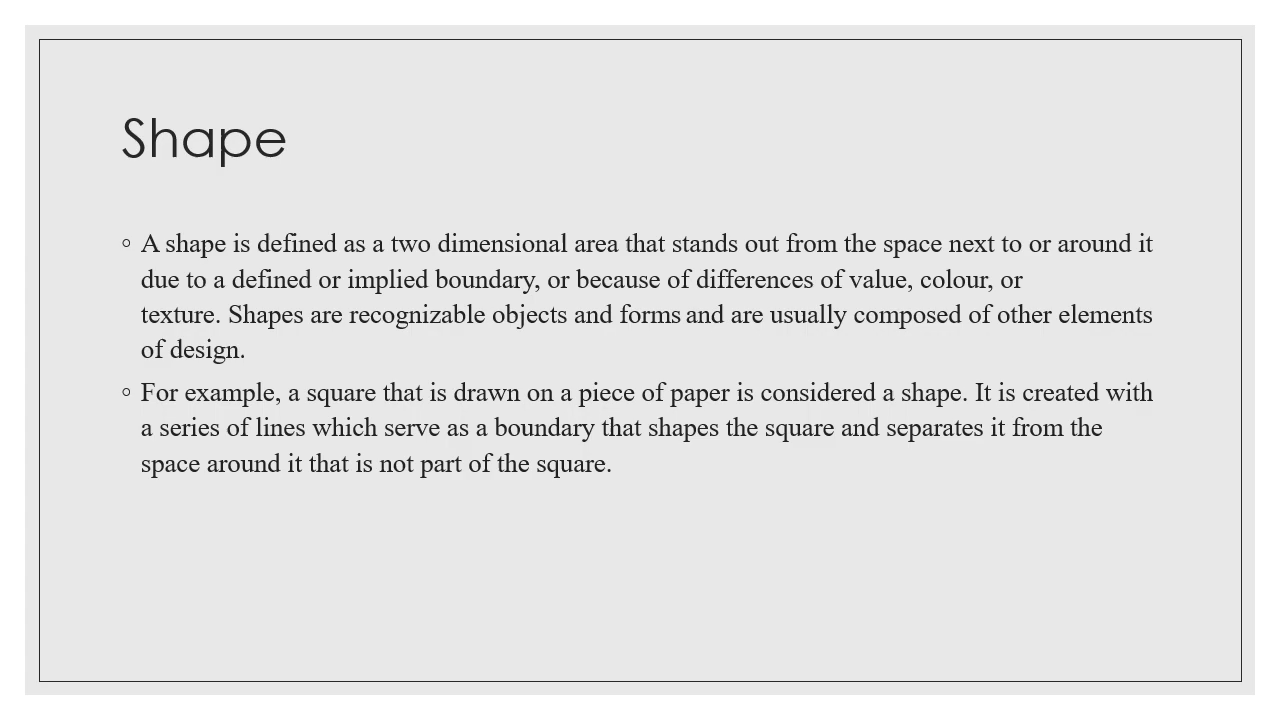 Shape
◦ A shape is defined as a two dimensional area that stands out from the space next to or around it
due to a defined or implied boundary, or because of differences of value, colour, or
texture. Shapes are recognizable objects and forms and are usually composed of other elements
of design.
◦ For example, a square that is drawn on a piece of paper is considered a shape. It is created with
a series of lines which serve as a boundary that shapes the square and separates it from the
space around it that is not part of the square.